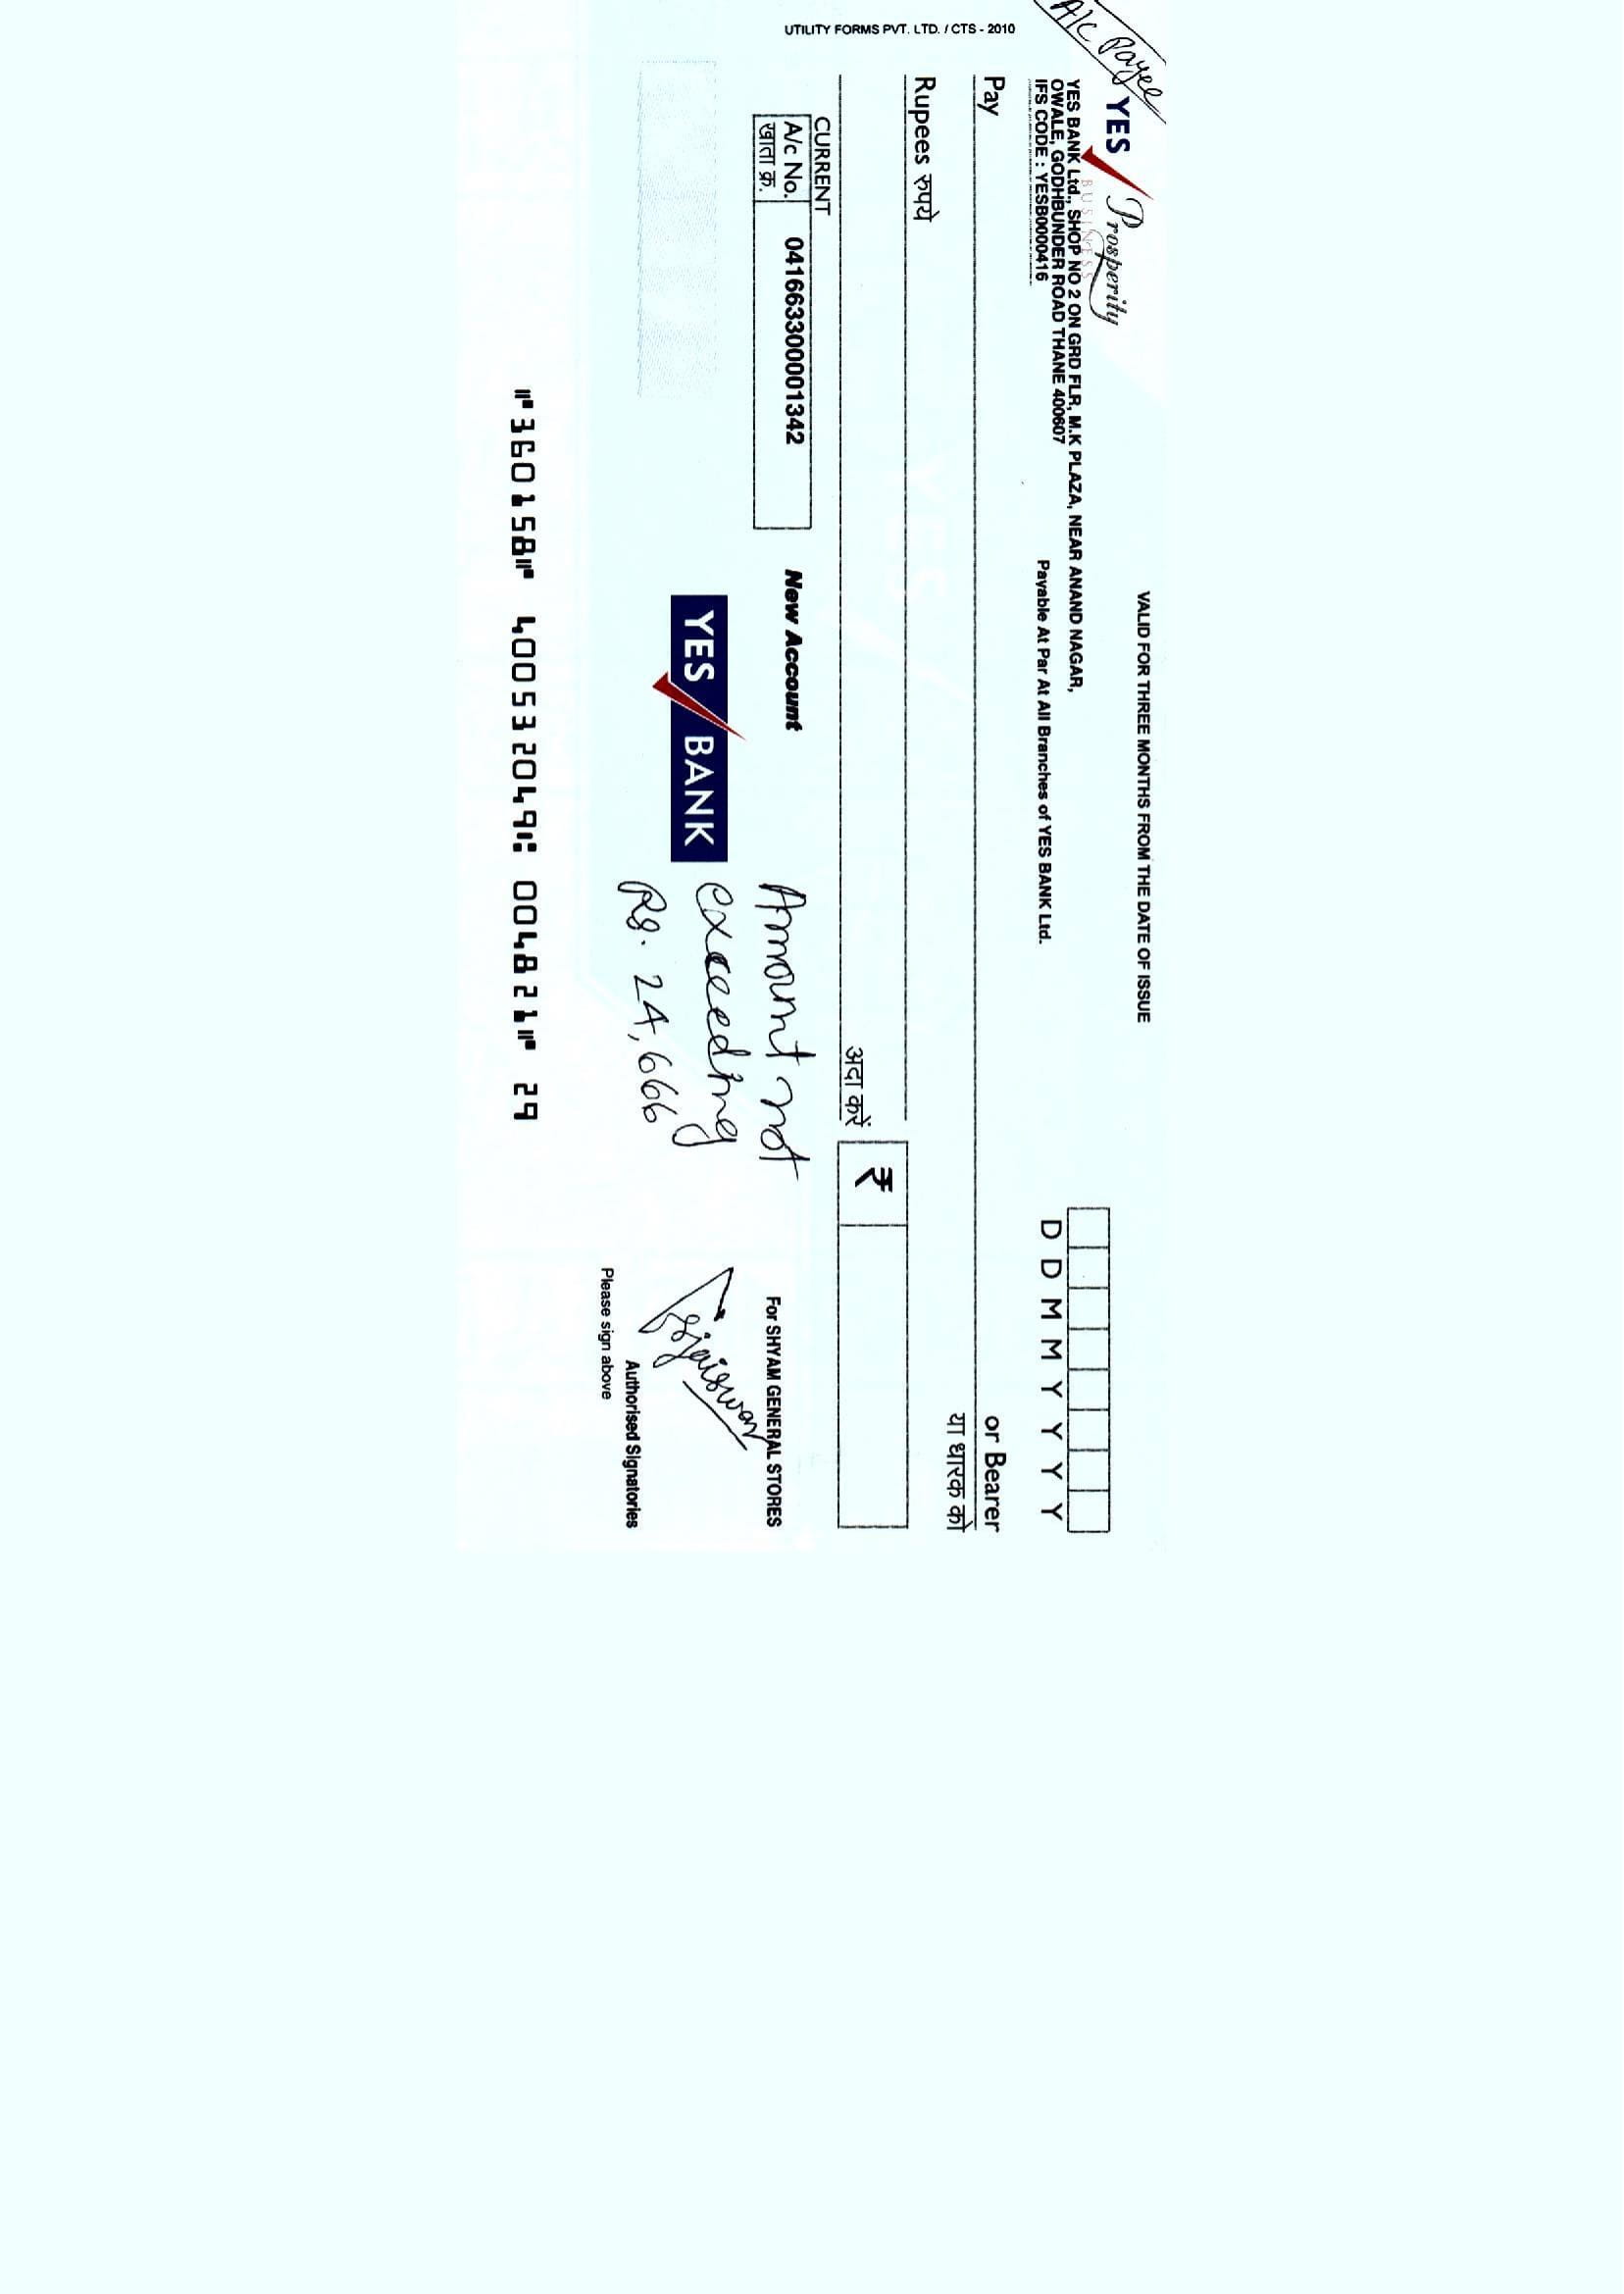 A/c Payee
YES Prosperity
BUSINESS
VALID FOR THREE MONTHS FROM THE DATE OF ISSUE
YES BANK Ltd., SHOP NO 2 ON GRD FLR, M.K PLAZA, NEAR ANAND NAGAR,
OWALE, GODHBUNDER ROAD THANE 400607
IFS CODE : YESB0000416
Payable At Par At All Branches of YES BANK Ltd.
D D M M Y Y Y Y
Pay
or Bearer
या धारक को
Rupees रुपये
अदा करें
₹
CURRENT
A/c No.
खाता क्र.
041663300001342
New Account
YES BANK
Amount not
exceeding
Rs. 24,666
For SHYAM GENERAL STORES
Authorised Signatories
Please sign above
UTILITY FORMS PVT. LTD. / CTS - 2010
⑈360158⑈ 400532049⑆ 004821⑈ 29